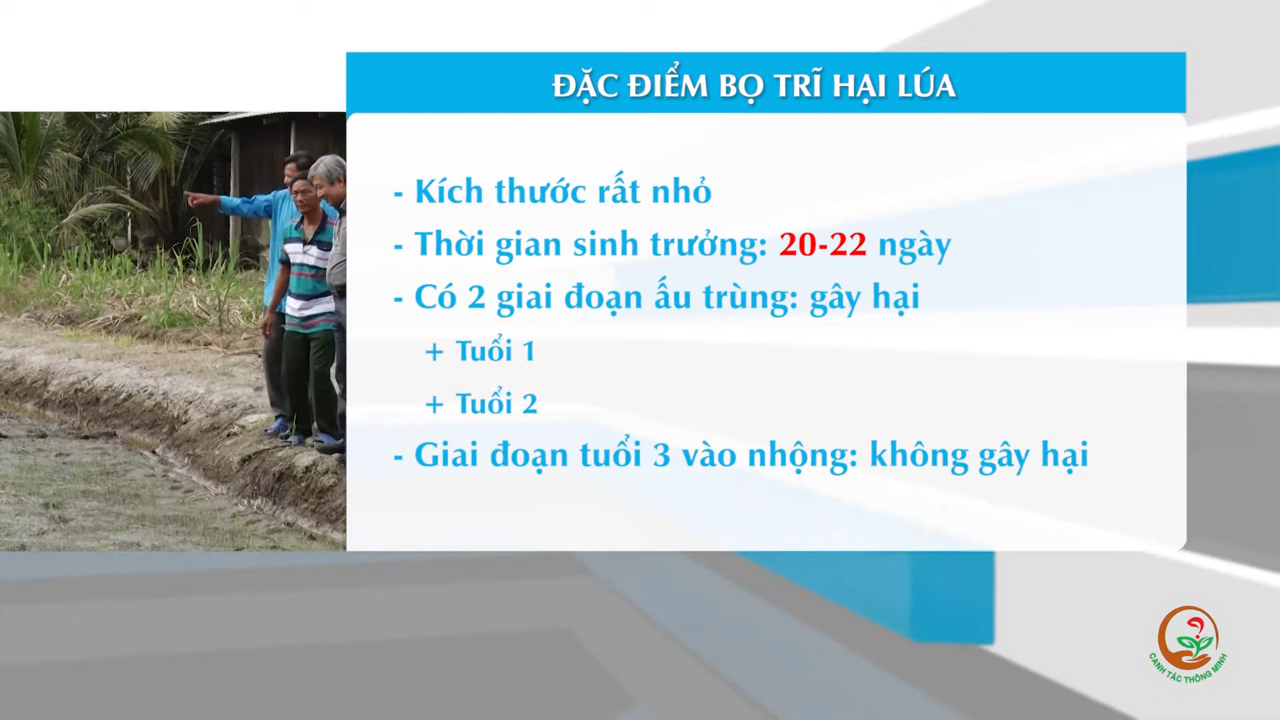 ĐẶC ĐIỂM BỌ TRĨ HẠI LÚA
- Kích thước rất nhỏ
- Thời gian sinh trưởng: 20-22 ngày
- Có 2 giai đoạn ấu trùng: gây hại
+ Tuổi 1
+ Tuổi 2
- Giai đoạn tuổi 3 vào nhộng: không gây hại
CANH TÁC THÔNG MINH